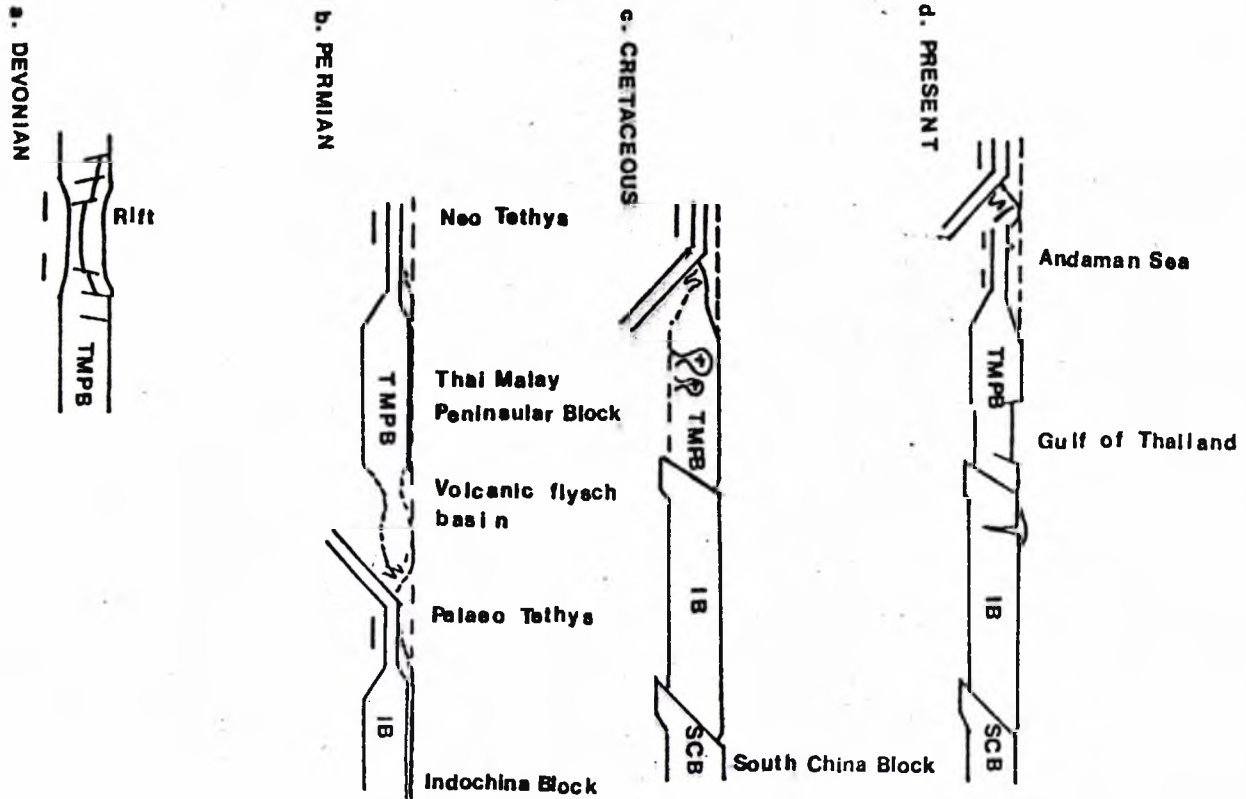 a. DEVONIAN
Rift
TMPB
b. PERMIAN
Neo Tethys
TMPB
Thai Malay
Peninsular Block
Volcanic flysch
basin
Palaeo Tethys
IB
Indochina Block
c. CRETACEOUS
TMPB
IB
SCB
South China Block
d. PRESENT
Andaman Sea
TMPB
Gulf of Thailand
IB
SCB